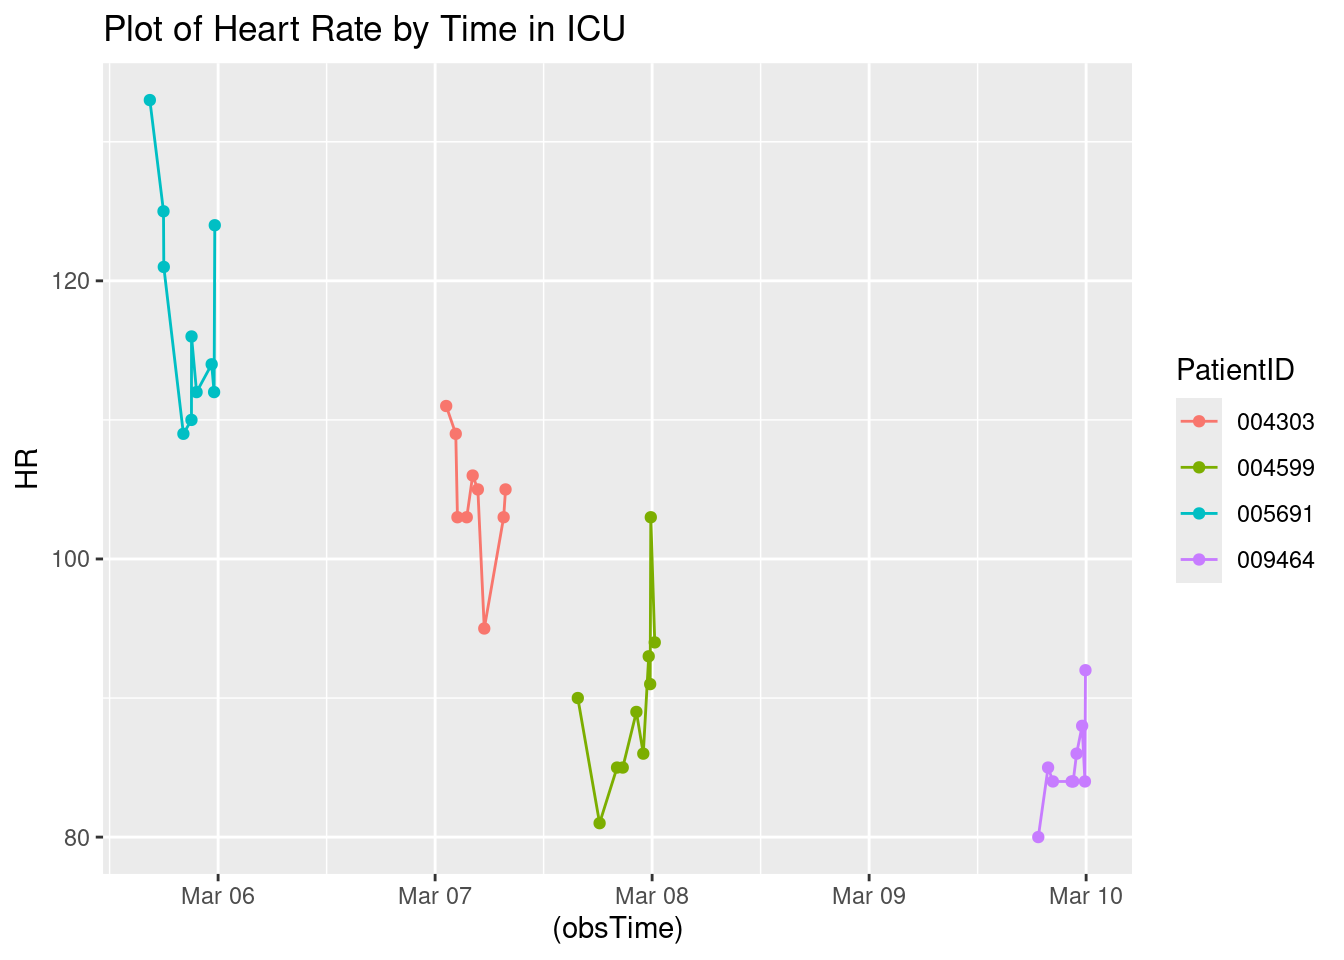 Plot of Heart Rate by Time in ICU
120
100
80
HR
Mar 06
Mar 07
Mar 08
Mar 09
Mar 10
(obsTime)
PatientID
004303
004599
005691
009464